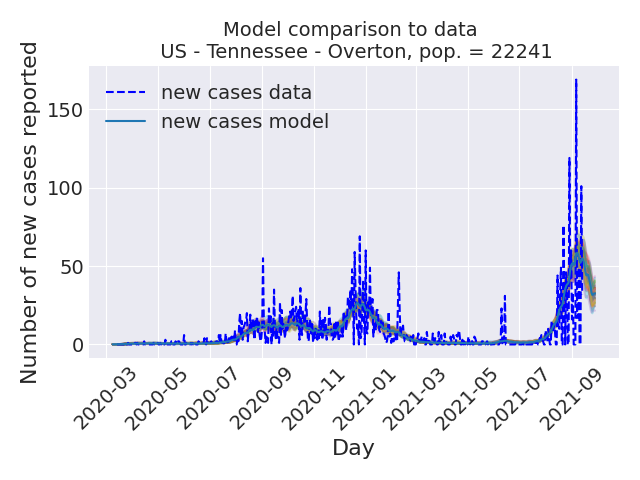 Model comparison to data
US - Tennessee - Overton, pop. = 22241
Number of new cases reported
new cases data
new cases model
150
100
50
0
2020-03
2020-05
2020-07
2020-09
2020-11
2021-01
2021-03
2021-05
2021-07
2021-09
Day